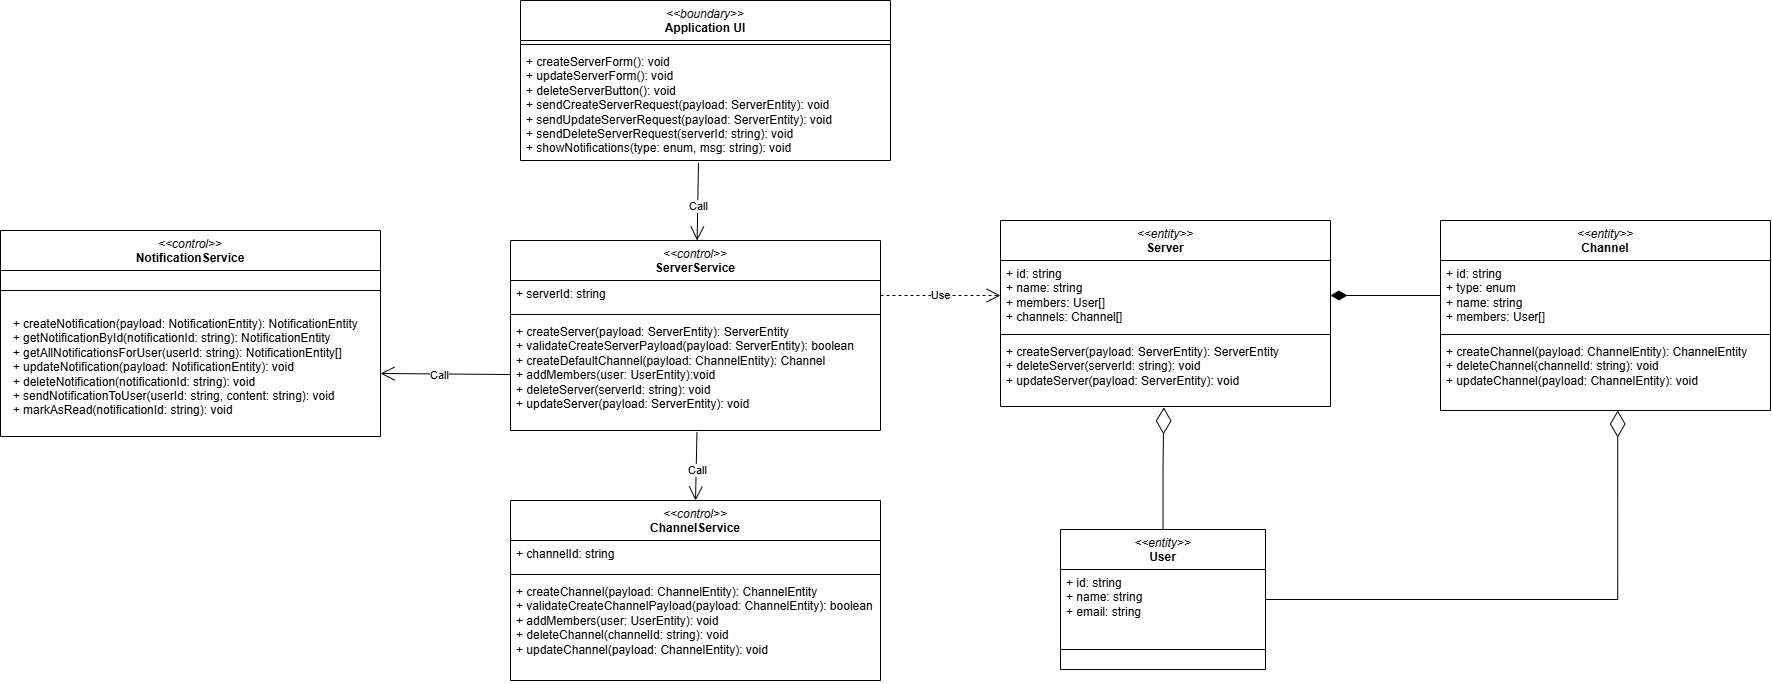 <<boundary>>
Application UI
+ createServerForm(): void
+ updateServerForm(): void
+ deleteServerButton(): void
+ sendCreateServerRequest(payload: ServerEntity): void
+ sendUpdateServerRequest(payload: ServerEntity): void
+ sendDeleteServerRequest(serverId: string): void
+ showNotifications(type: enum, msg: string): void
Call
<<control>>
NotificationService
+ createNotification(payload: NotificationEntity): NotificationEntity
+ getNotificationById(notificationId: string): NotificationEntity
+ getAllNotificationsForUser(userId: string): NotificationEntity[]
+ updateNotification(payload: NotificationEntity): void
+ deleteNotification(notificationId: string): void
+ sendNotificationToUser(userId: string, content: string): void
+ markAsRead(notificationId: string): void
Call
<<control>>
ServerService
+ serverId: string
+ createServer(payload: ServerEntity): ServerEntity
+ validateCreateServerPayload(payload: ServerEntity): boolean
+ createDefaultChannel(payload: ChannelEntity): Channel
+ addMembers(user: UserEntity):void
+ deleteServer(serverId: string): void
+ updateServer(payload: ServerEntity): void
Use
<<entity>>
Server
+ id: string
+ name: string
+ members: User[]
+ channels: Channel[]
+ createServer(payload: ServerEntity): ServerEntity
+ deleteServer(serverId: string): void
+ updateServer(payload: ServerEntity): void
<<entity>>
Channel
+ id: string
+ type: enum
+ name: string
+ members: User[]
+ createChannel(payload: ChannelEntity): ChannelEntity
+ deleteChannel(channelId: string): void
+ updateChannel(payload: ChannelEntity): void
Call
<<control>>
ChannelService
+ channelId: string
+ createChannel(payload: ChannelEntity): ChannelEntity
+ validateCreateChannelPayload(payload: ChannelEntity): boolean
+ addMembers(user: UserEntity): void
+ deleteChannel(channelId: string): void
+ updateChannel(payload: ChannelEntity): void
<<entity>>
User
+ id: string
+ name: string
+ email: string